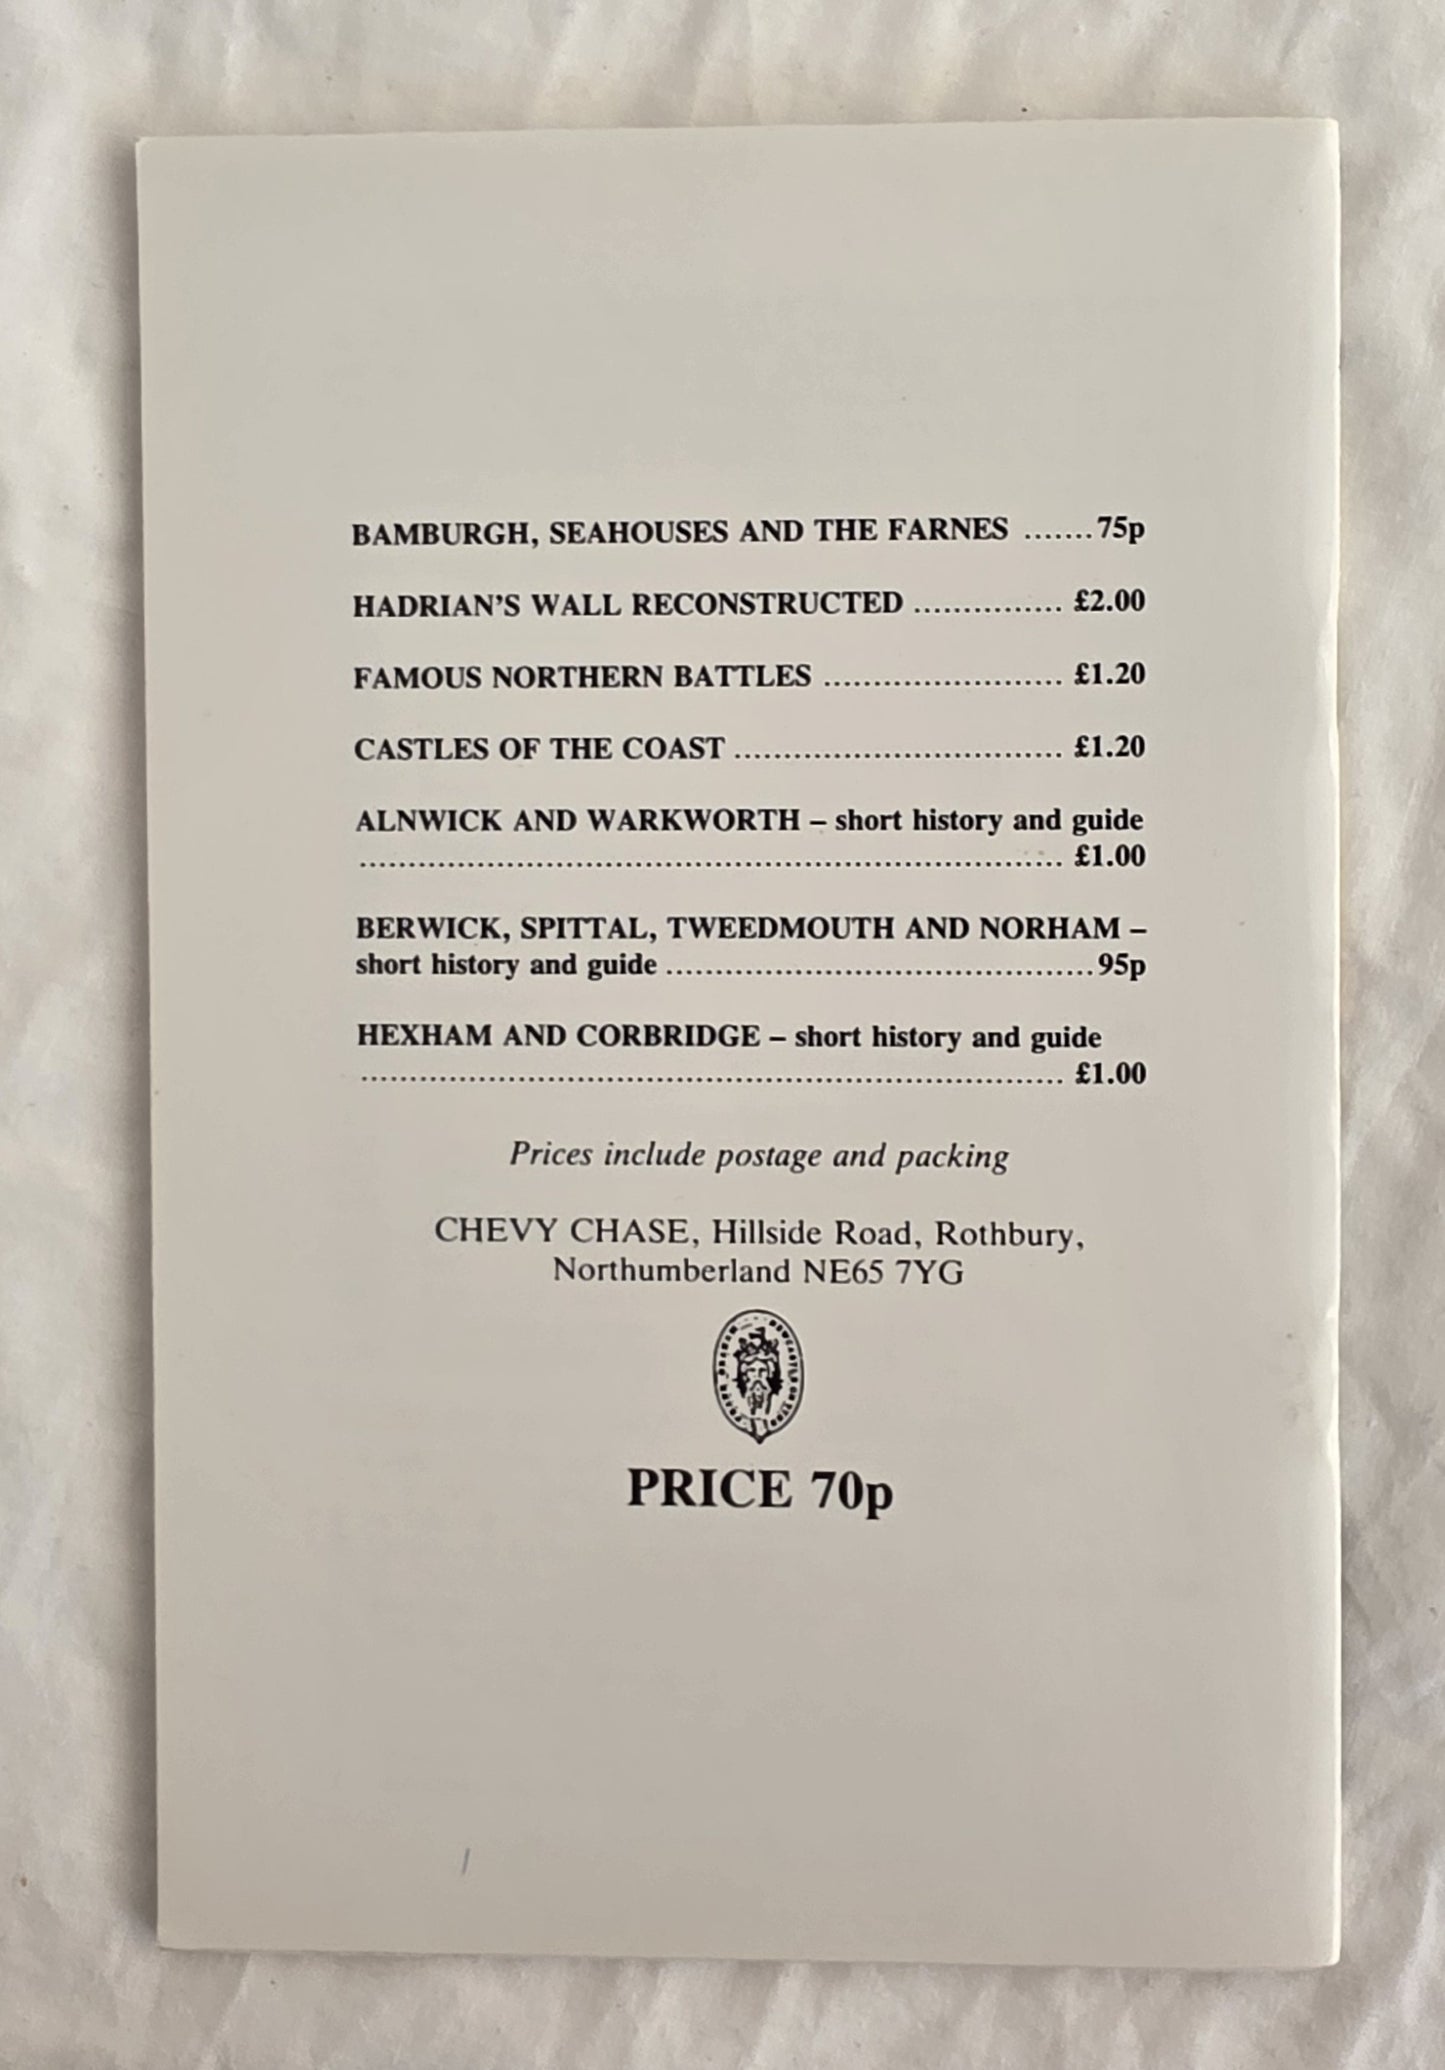 BAMBURGH, SEAHOUSES AND THE FARNES .......75p
HADRIAN'S WALL RECONSTRUCTED ............... £2.00
FAMOUS NORTHERN BATTLES ........................ £1.20
CASTLES OF THE COAST ................................. £1.20
ALNWICK AND WARKWORTH – short history and guide
....................................................................... £1.00
BERWICK, SPITTAL, TWEEDMOUTH AND NORHAM –
short history and guide ...........................................95p
HEXHAM AND CORBRIDGE – short history and guide
....................................................................... £1.00
Prices include postage and packing
CHEVY CHASE, Hillside Road, Rothbury,
Northumberland NE65 7YG
PRICE 70p